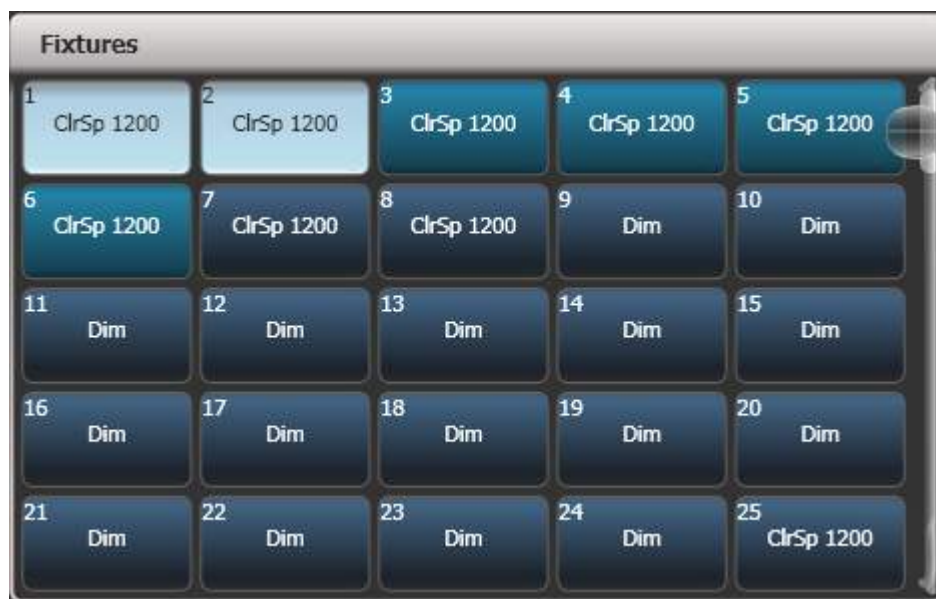 Fixtures
1 ClrSp 1200
2 ClrSp 1200
3 ClrSp 1200
4 ClrSp 1200
5 ClrSp 1200
6 ClrSp 1200
7 ClrSp 1200
8 ClrSp 1200
9 Dim
10 Dim
11 Dim
12 Dim
13 Dim
14 Dim
15 Dim
16 Dim
17 Dim
18 Dim
19 Dim
20 Dim
21 Dim
22 Dim
23 Dim
24 Dim
25 ClrSp 1200